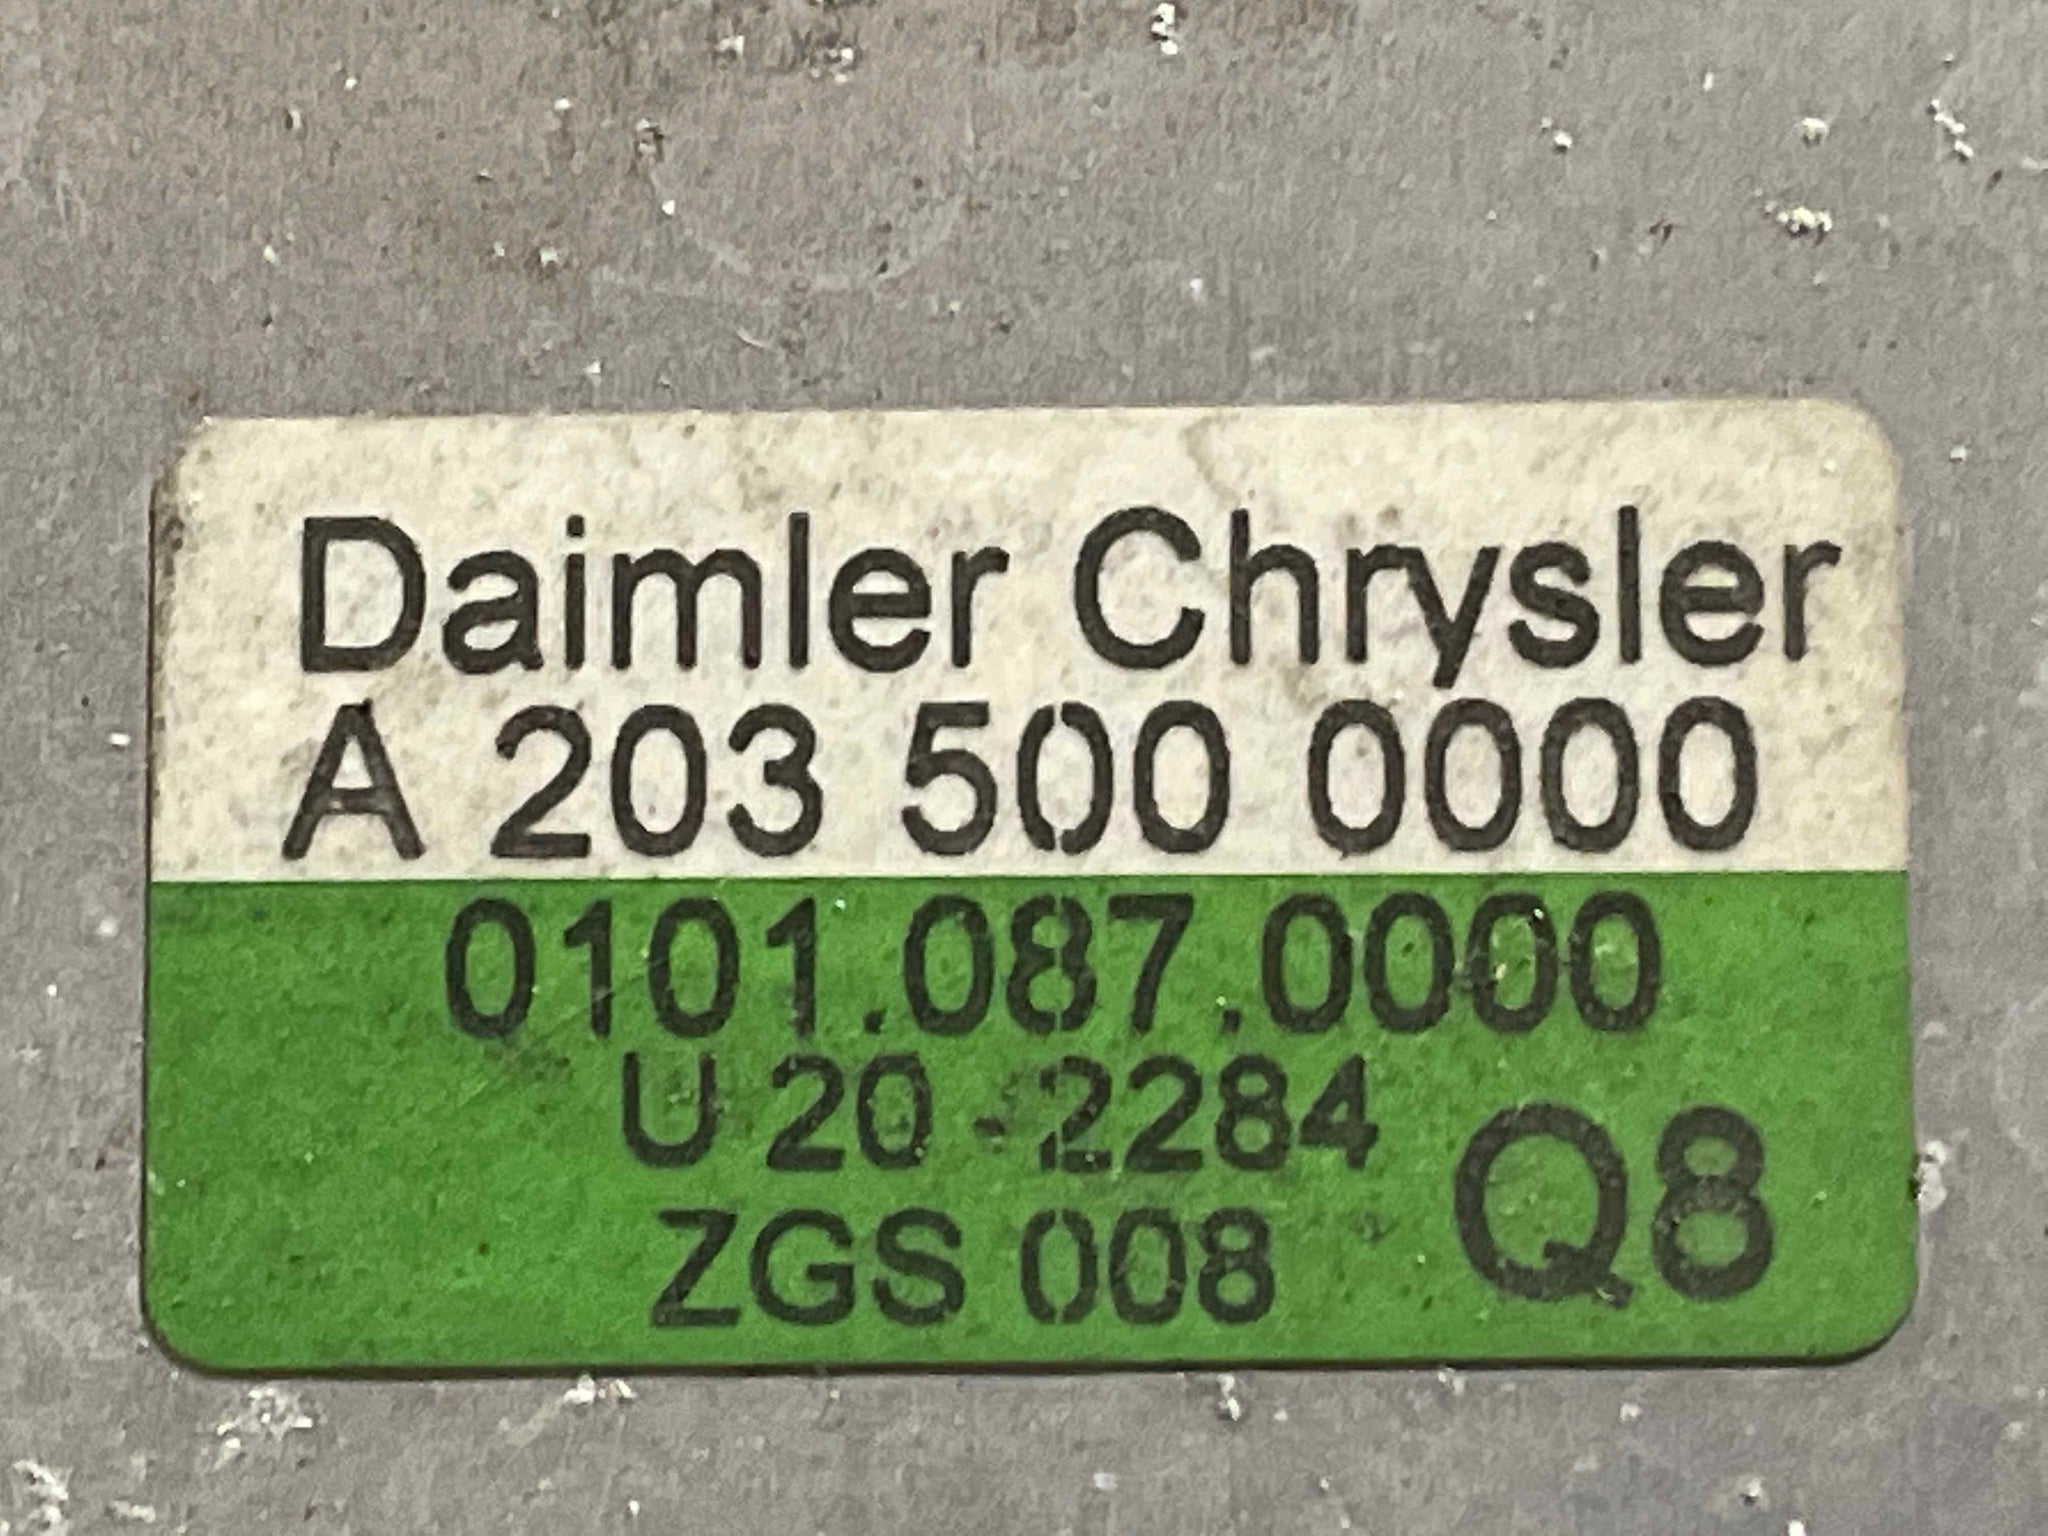 Daimler Chrysler
A 203 500 0000
0101.087.0000
U 20 - 2284
ZGS 008
Q8